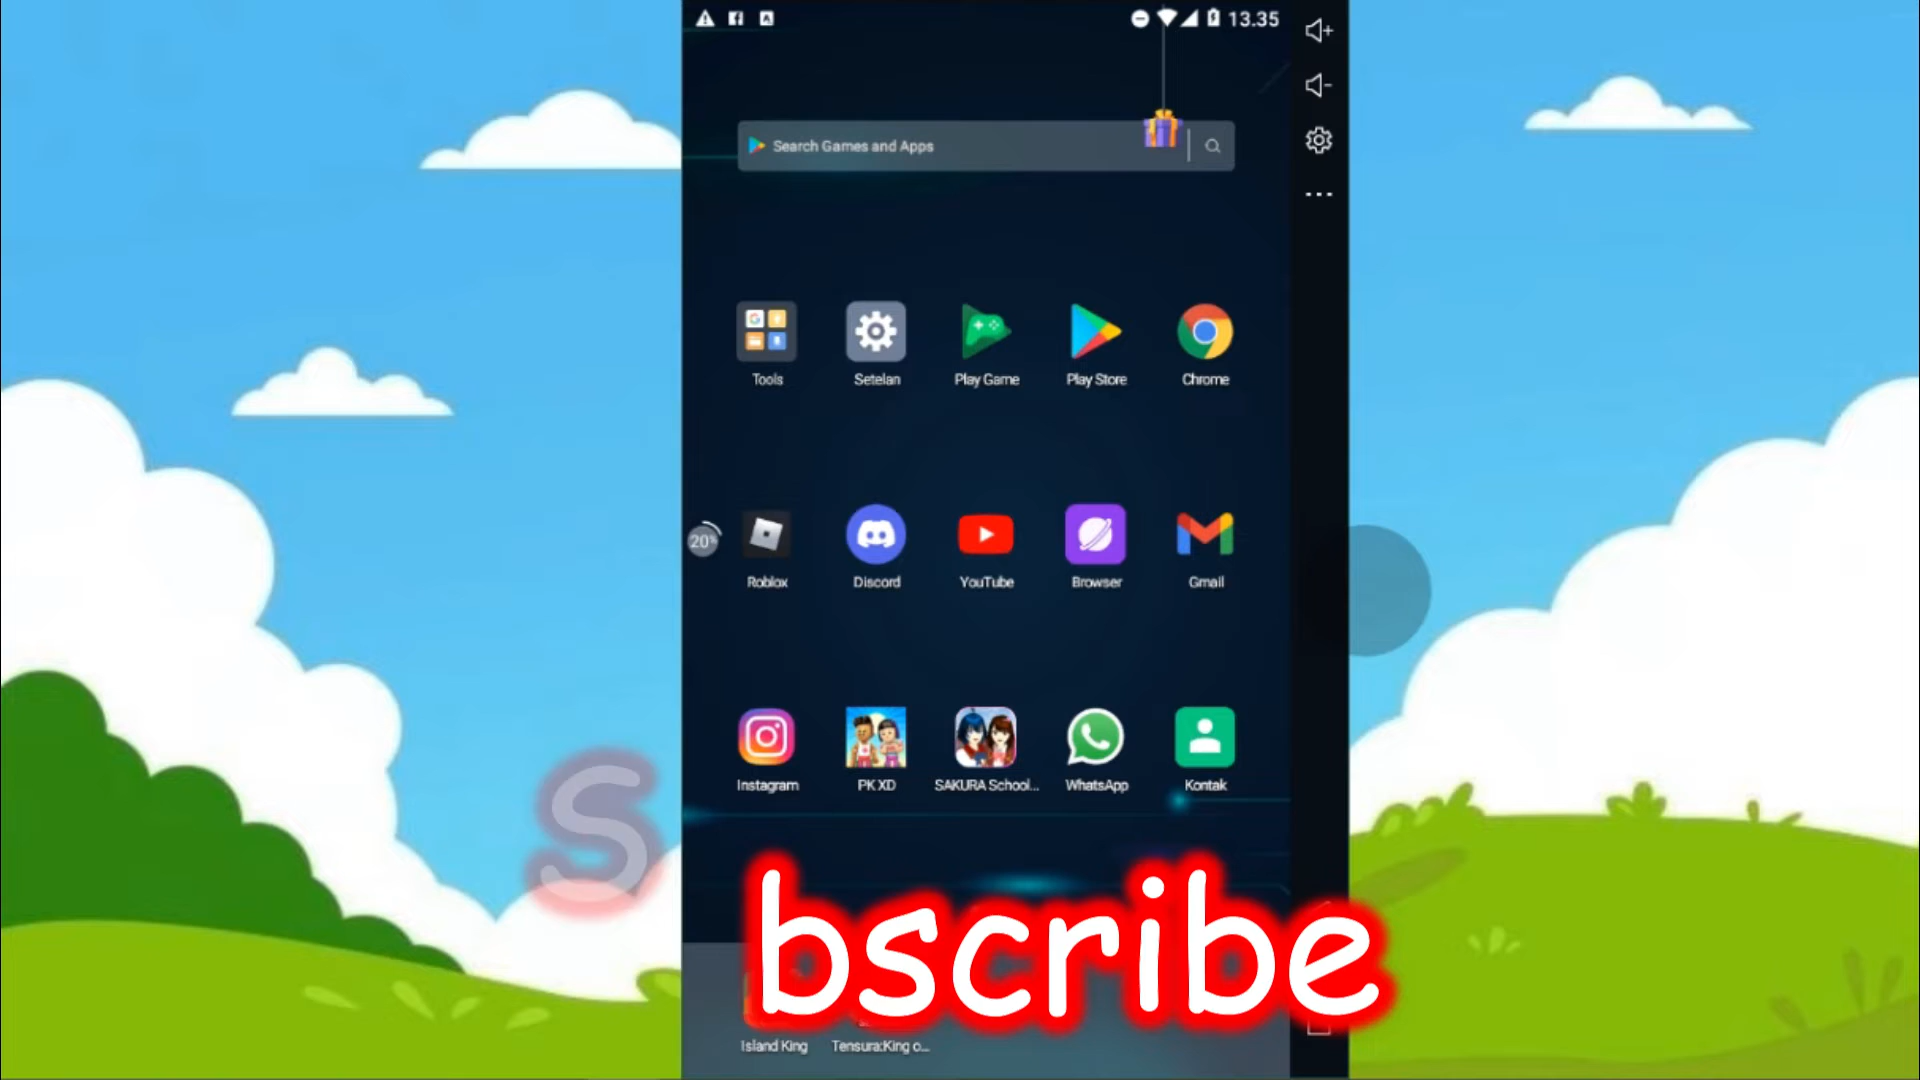 13.35
Search Games and Apps
Tools Setelan Play Game Play Store Chrome
20%
Roblox Discord YouTube Browser Gmail
Instagram PK XD SAKURA School... WhatsApp Kontak
S bscribe
Island King Tensura:King o...